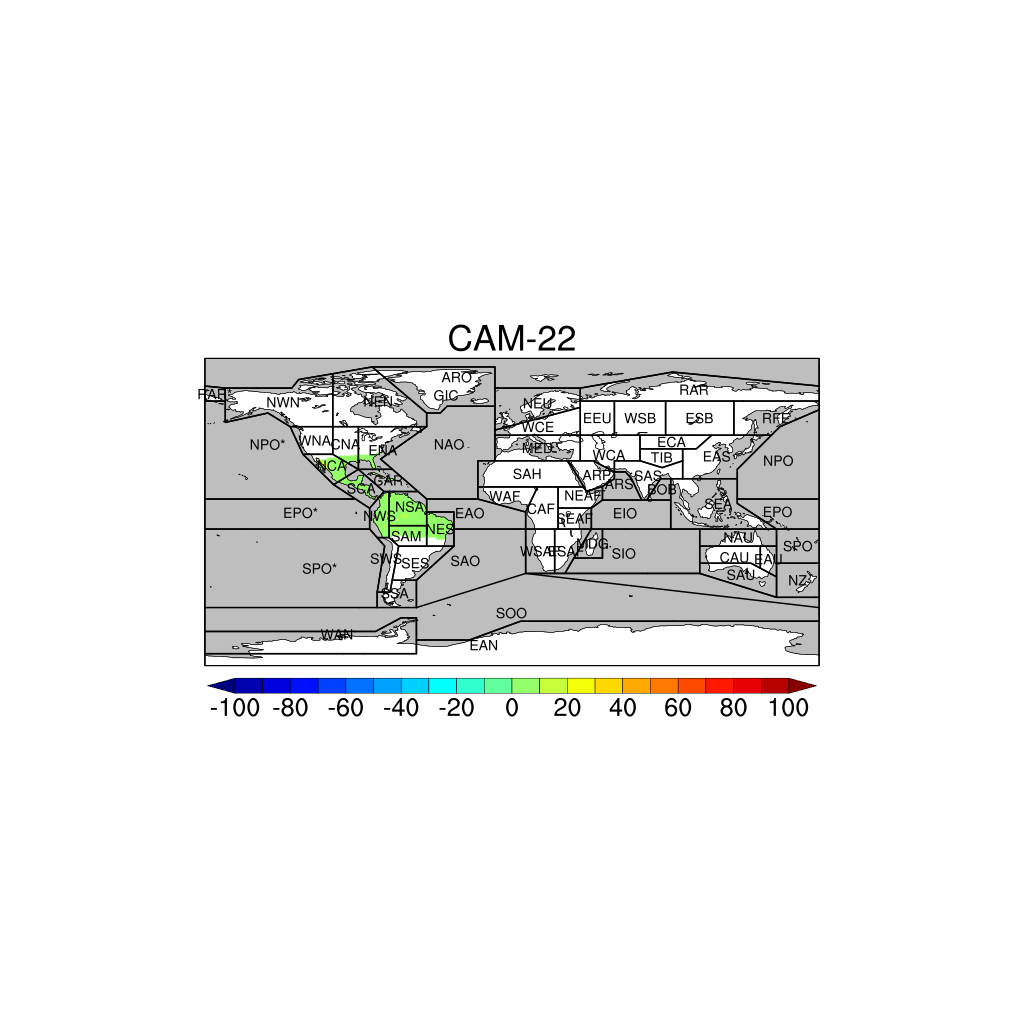 CAM-22
ARO
RAR*
NWN
NEN
GIC
NEU
RAR
EEU
WSB
ESB
RFE
WCE
NPO*
WNA
CNA
ENA
NAO
MED
WCA
ECA
TIB
EAS
NPO
NCA
CAR
SCA
SAH
ARP
ARS
SAS
BOB
WAF
CAF
NEAF
SEA
EPO*
NWS
NSA
EAO
SEAF
EIO
EPO
SAM
NES
NAU
SWS
SES
SAO
WSAF
ESAF
MDG
SIO
CAU
EAU
SPO*
SPO*
SSA
SAU
NZ
SOO
WAN
EAN
-100 -80 -60 -40 -20 0 20 40 60 80 100